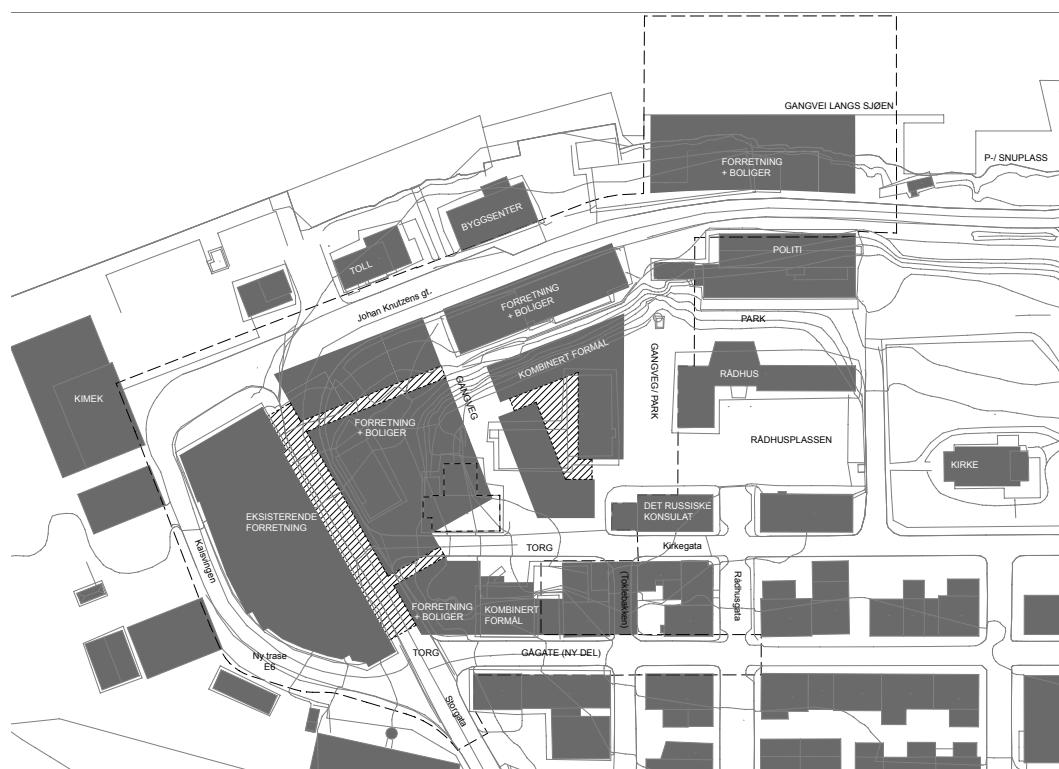 GANGVEI LANGS SJØEN
P-/ SNUPLASS
FORRETNING
+ BOLIGER
BYGGSENTER
POLITI
TOLL
Johan Knutzens gt.
FORRETNING
+ BOLIGER
PARK
KOMBINERT FORMÅL
GANGVEG/ PARK
GANGVEG
RÅDHUS
KIMEK
FORRETNING
+ BOLIGER
RÅDHUSPLASSEN
KIRKE
EKSISTERENDE
FORRETNING
DET RUSSISKE
KONSULAT
TORG
Kirkegata
Kaisvingen
(Toklebakken)
Rådhusgata
FORRETNING
+ BOLIGER
KOMBINERT
FORMÅL
TORG
GÅGATE (NY DEL)
Ny trase
E6
Storgata